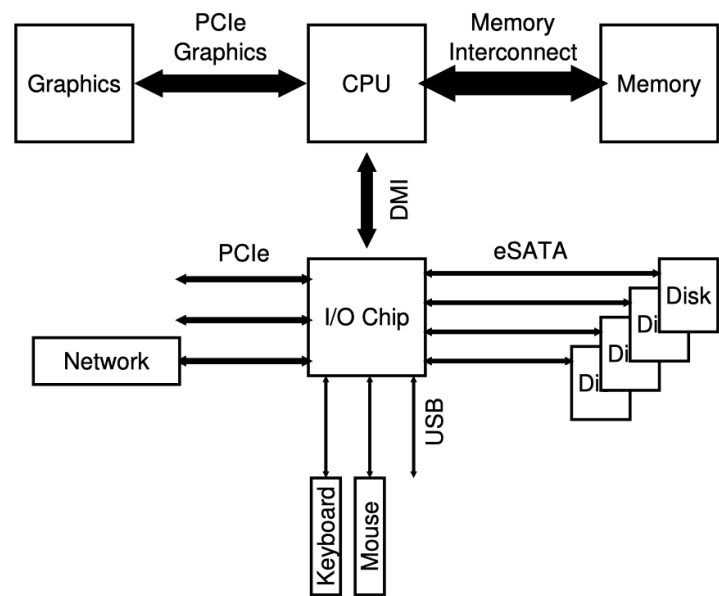 PCIe
Graphics
Memory
Interconnect
Graphics
CPU
Memory
DMI
PCIe
eSATA
I/O Chip
Disk
Di
Di
Di
Network
USB
Keyboard
Mouse